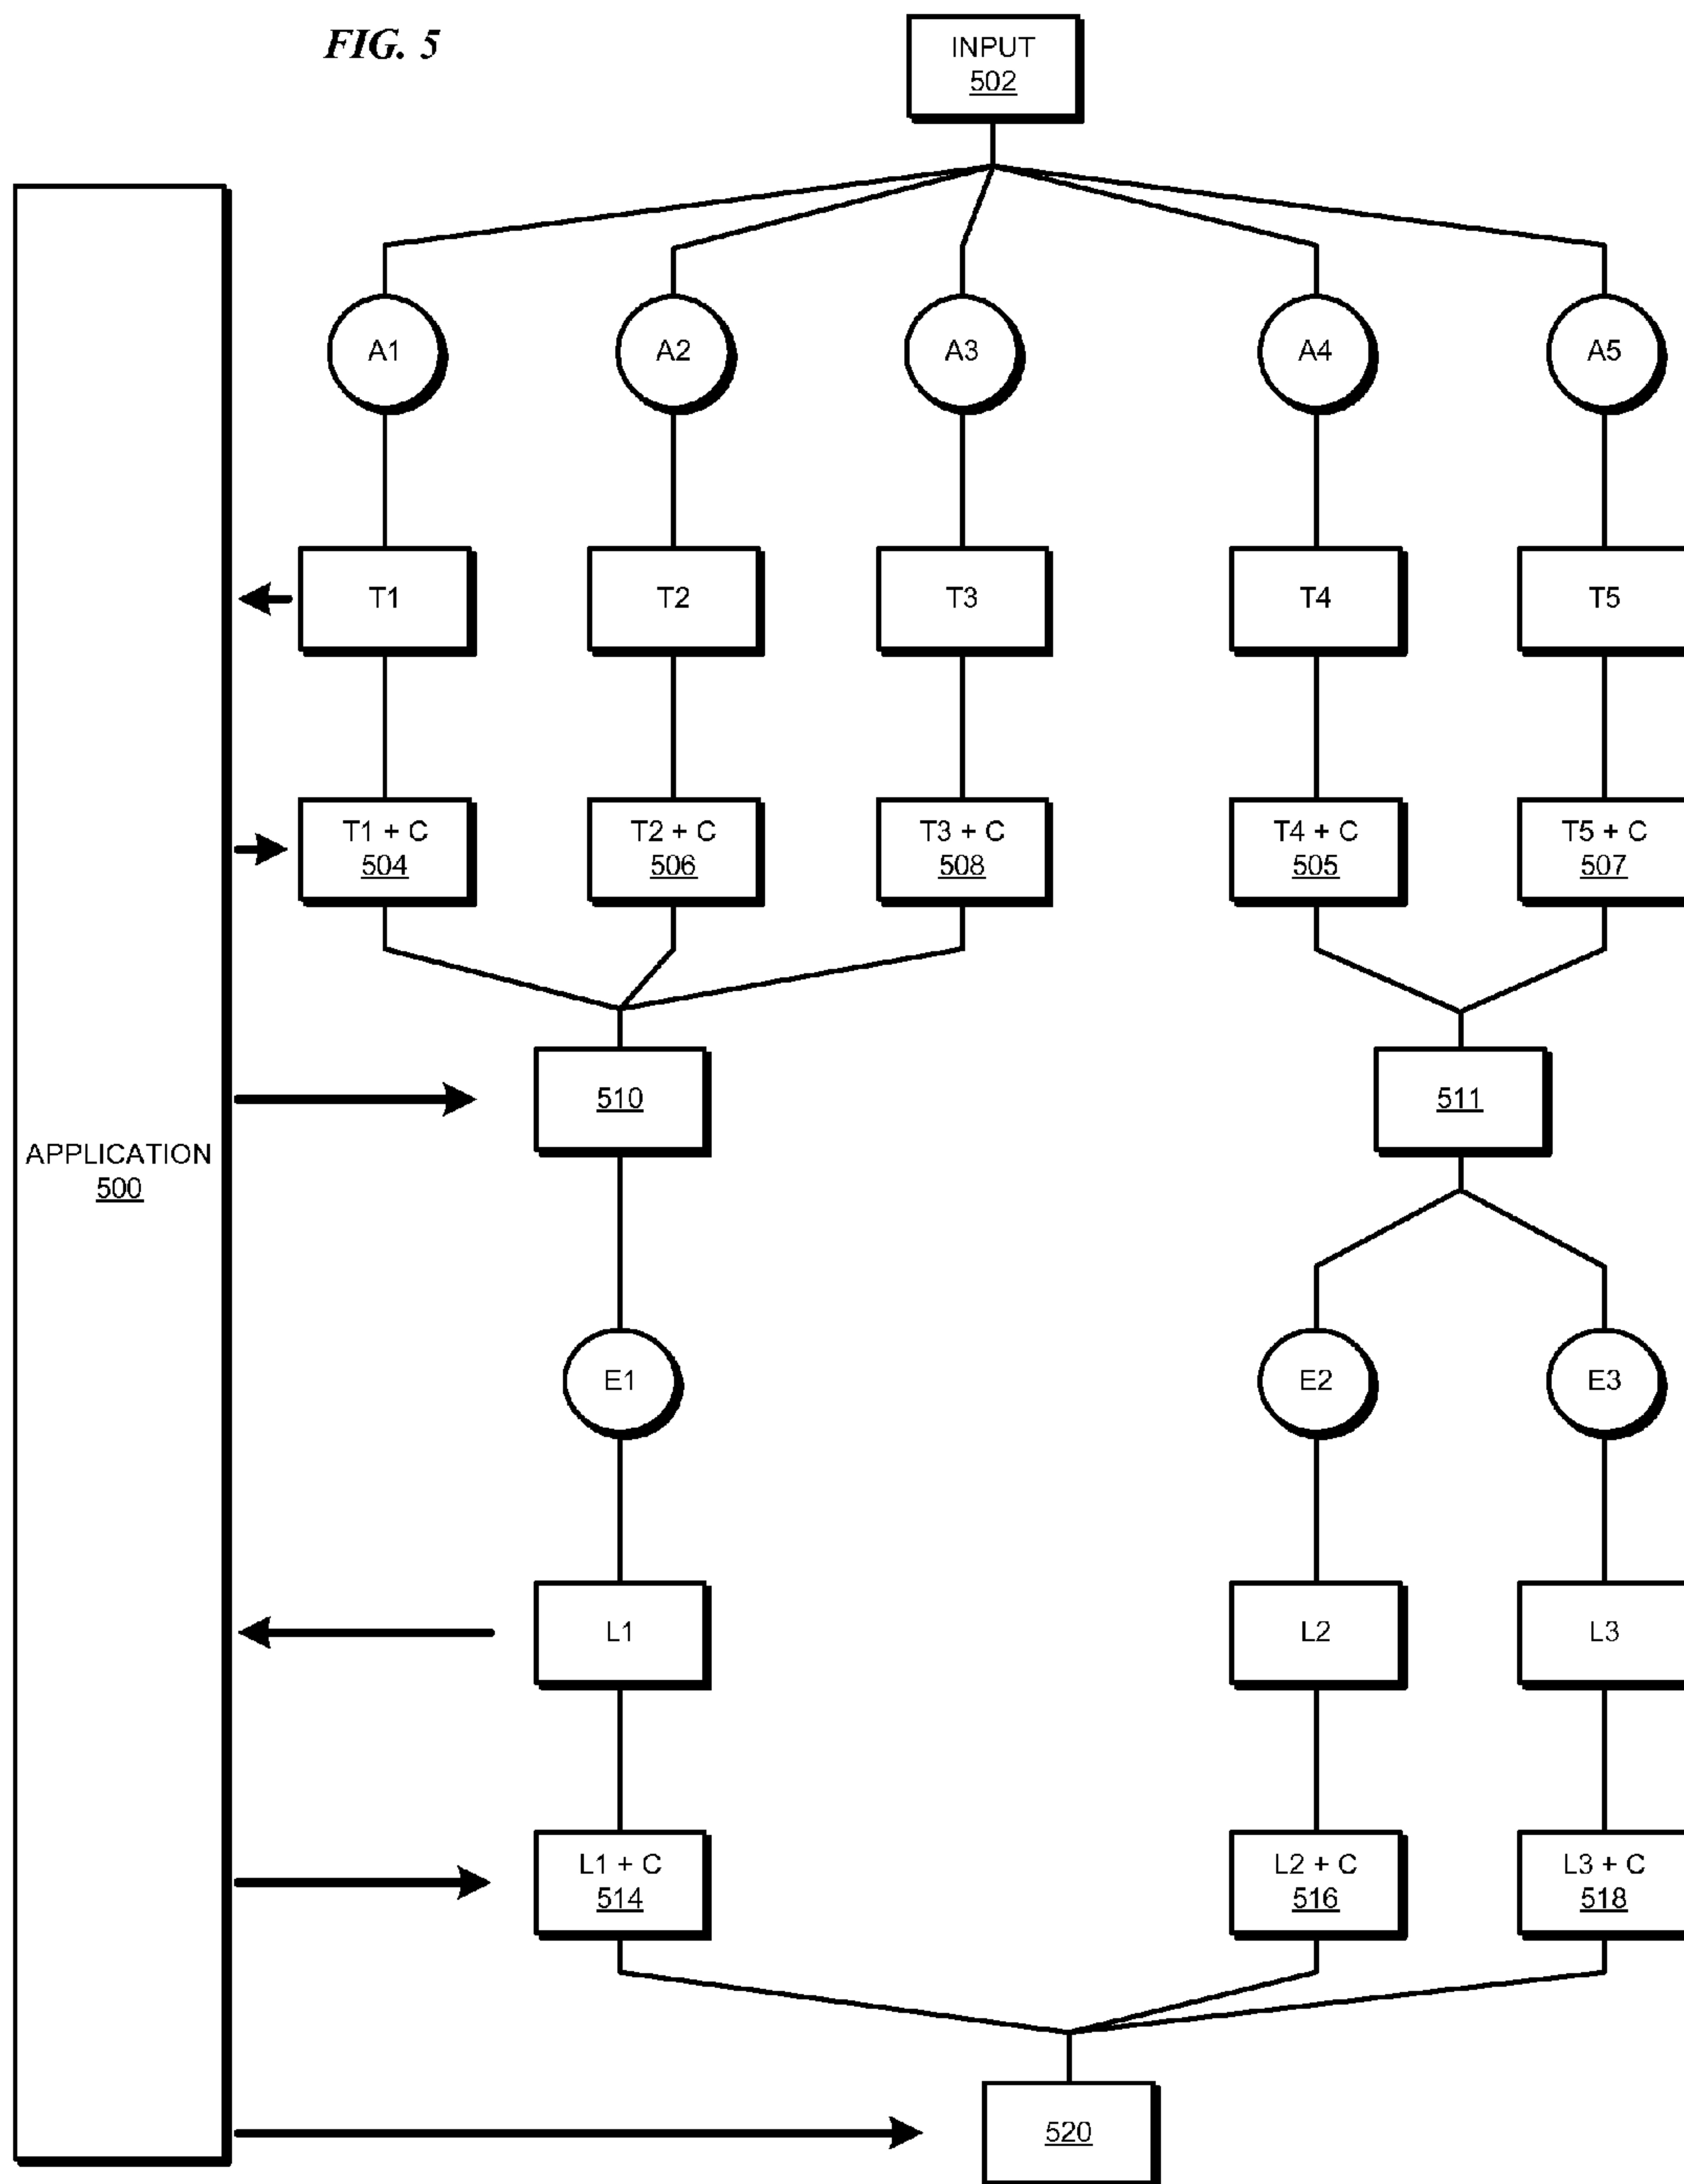 FIG. 5
INPUT
502
A1
A2
A3
A4
A5
T1
T2
T3
T4
T5
T1 + C
504
T2 + C
506
T3 + C
508
T4 + C
505
T5 + C
507
510
511
APPLICATION
500
E1
E2
E3
L1
L2
L3
L1 + C
514
L2 + C
516
L3 + C
518
520